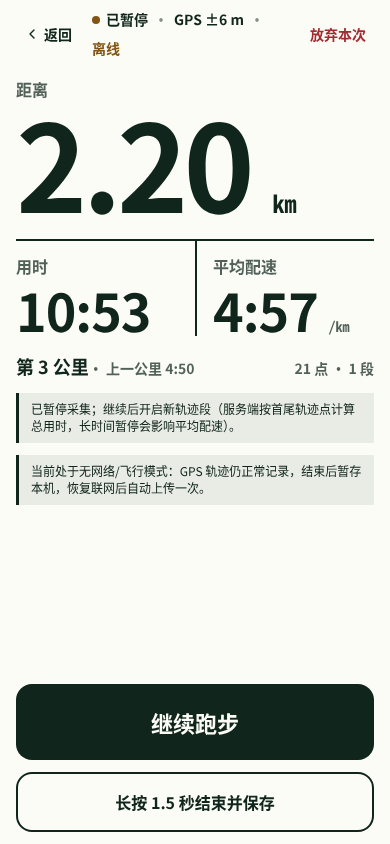 返回
已暂停 • GPS ±6 m •
离线
放弃本次
距离
2.20 km
用时
10:53
平均配速
4:57 /km
第 3 公里 • 上一公里 4:50
21 点 • 1 段
已暂停采集；继续后开启新轨迹段（服务端按首尾轨迹点计算
总用时，长时间暂停会影响平均配速）。
当前处于无网络/飞行模式：GPS 轨迹仍正常记录，结束后暂存
本机，恢复联网后自动上传一次。
继续跑步
长按 1.5 秒结束并保存